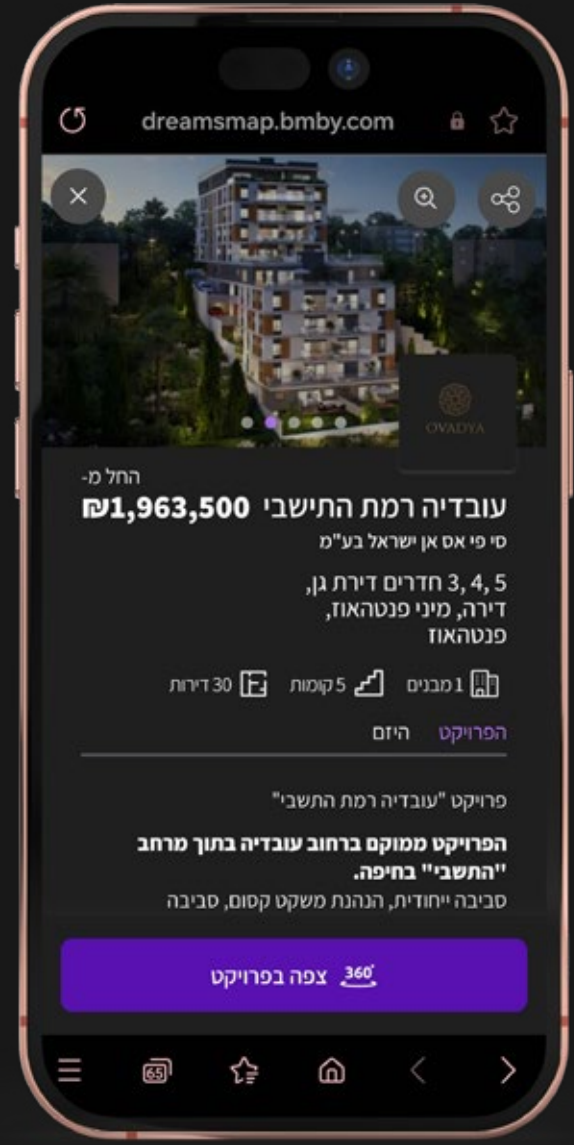 dreamsmap.bmby.com
OVADYA
החל מ-
עובדיה רמת התישבי ₪1,963,500
סי פי אס אן ישראל בע"מ
5 ,4 ,3 חדרים דירת גן,
דירה, מיני פנטהאוז,
פנטהאוז
1 מבנים 5 קומות 30 דירות
הפרויקט היזם
פרויקט "עובדיה רמת התשבי"
הפרויקט ממוקם ברחוב עובדיה בתוך מרחב
"התשבי" בחיפה.
סביבה ייחודית, הנהנת משקט קסום, סביבה
360° צפה בפרויקט
65